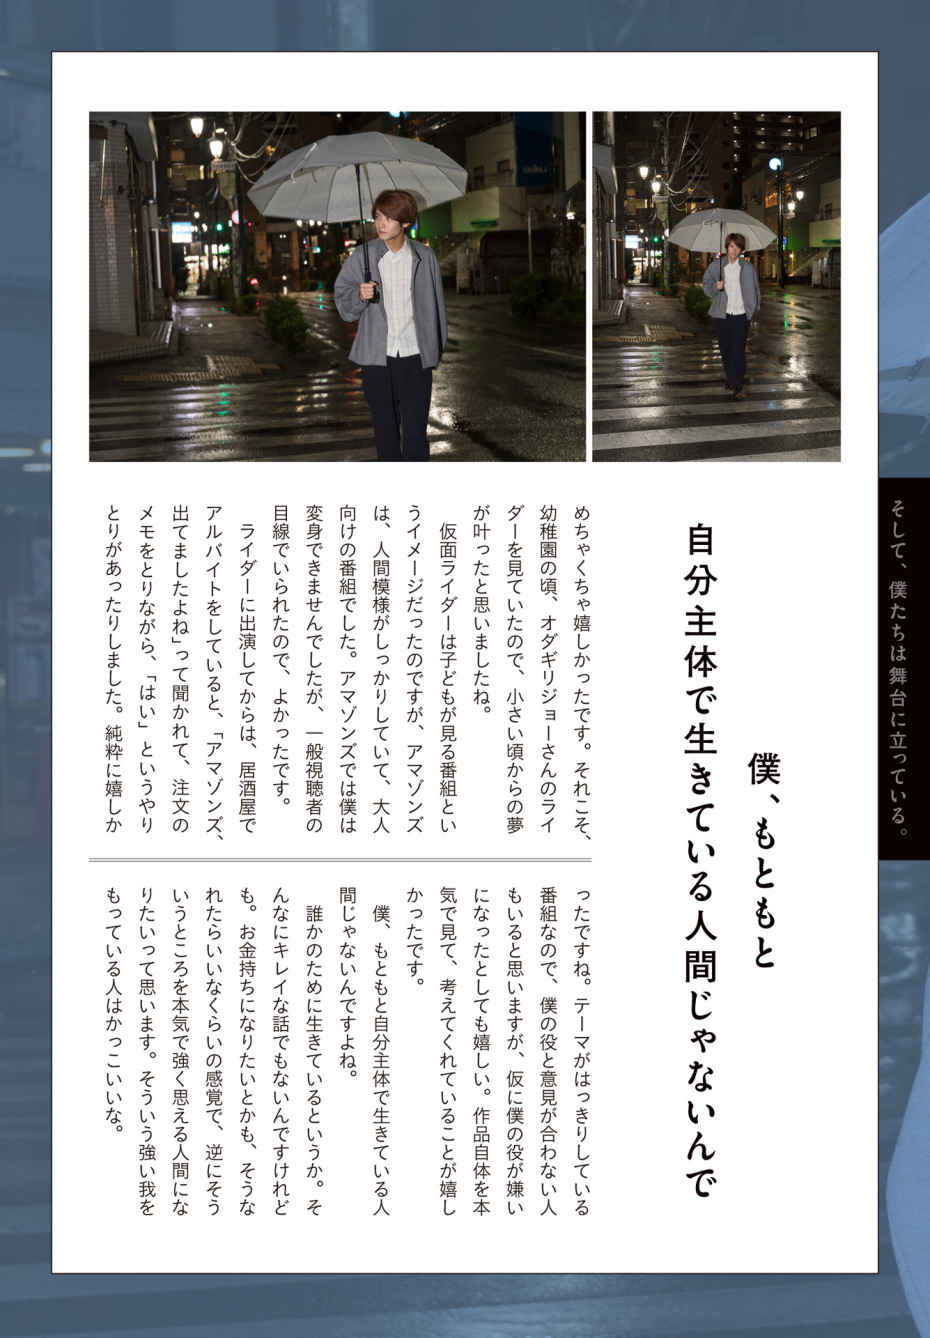 そして、僕たちは舞台に立っている。
僕、もともと
自分主体で生きている人間じゃないんで
めちゃくちゃ嬉しかったです。それこそ、
幼稚園の頃、オダギリジョーさんのライ
ダーを見ていたので、小さい頃からの夢
が叶ったと思いましたね。
仮面ライダーは子どもが見る番組とい
うイメージだったのですが、アマゾンズ
は、人間模様がしっかりしていて、大人
向けの番組でした。アマゾンズでは僕は
変身できませんでしたが、一般視聴者の
目線でいられたので、よかったです。
ライダーに出演してからは、居酒屋で
アルバイトをしていると、「アマゾンズ、
出てましたよね」って聞かれて、注文の
メモをとりながら、「はい」というやり
とりがあったりしました。純粋に嬉しか
ったですね。テーマがはっきりしている
番組なので、僕の役と意見が合わない人
もいると思いますが、仮に僕の役が嫌い
になったとしても嬉しい。作品自体を本
気で見て、考えてくれていることが嬉し
かったです。
僕、もともと自分主体で生きている人
間じゃないんですよね。
誰かのために生きているというか。そ
んなにキレイな話でもないんですけれど
も。お金持ちになりたいとかも、そうな
れたらいいなくらいの感覚で、逆にそう
いうところを本気で強く思える人間にな
りたいって思います。そういう強い我を
もっている人はかっこいいな。